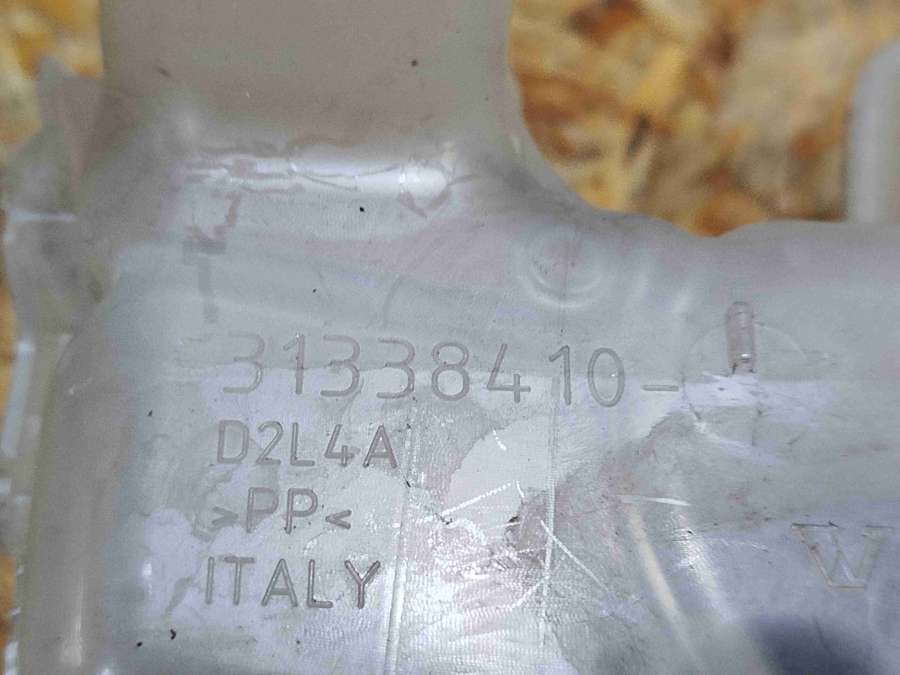 31338410-
D2L4A
>PP<
ITALY
W